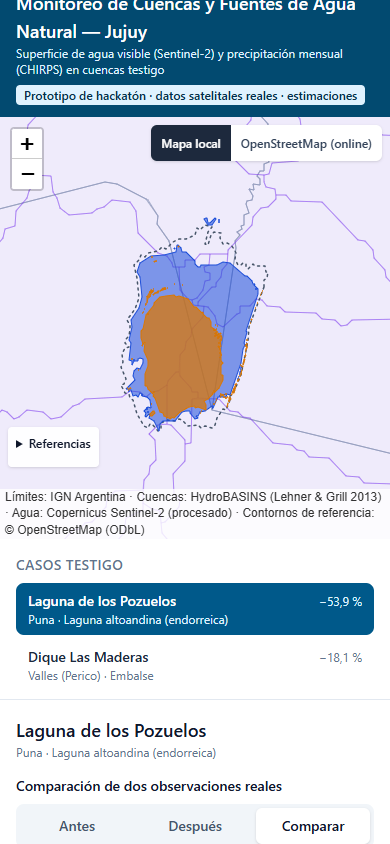 Monitoreo de Cuencas y Fuentes de Agua
Natural — Jujuy
Superficie de agua visible (Sentinel-2) y precipitación mensual
(CHIRPS) en cuencas testigo
Prototipo de hackatón · datos satelitales reales · estimaciones
+
−
Mapa local
OpenStreetMap (online)
Referencias
Límites: IGN Argentina · Cuencas: HydroBASINS (Lehner & Grill 2013)
· Agua: Copernicus Sentinel-2 (procesado) · Contornos de referencia:
© OpenStreetMap (ODbL)
CASOS TESTIGO
Laguna de los Pozuelos
−53,9 %
Puna · Laguna altoandina (endorreica)
Dique Las Maderas
−18,1 %
Valles (Perico) · Embalse
Laguna de los Pozuelos
Puna · Laguna altoandina (endorreica)
Comparación de dos observaciones reales
Antes
Después
Comparar